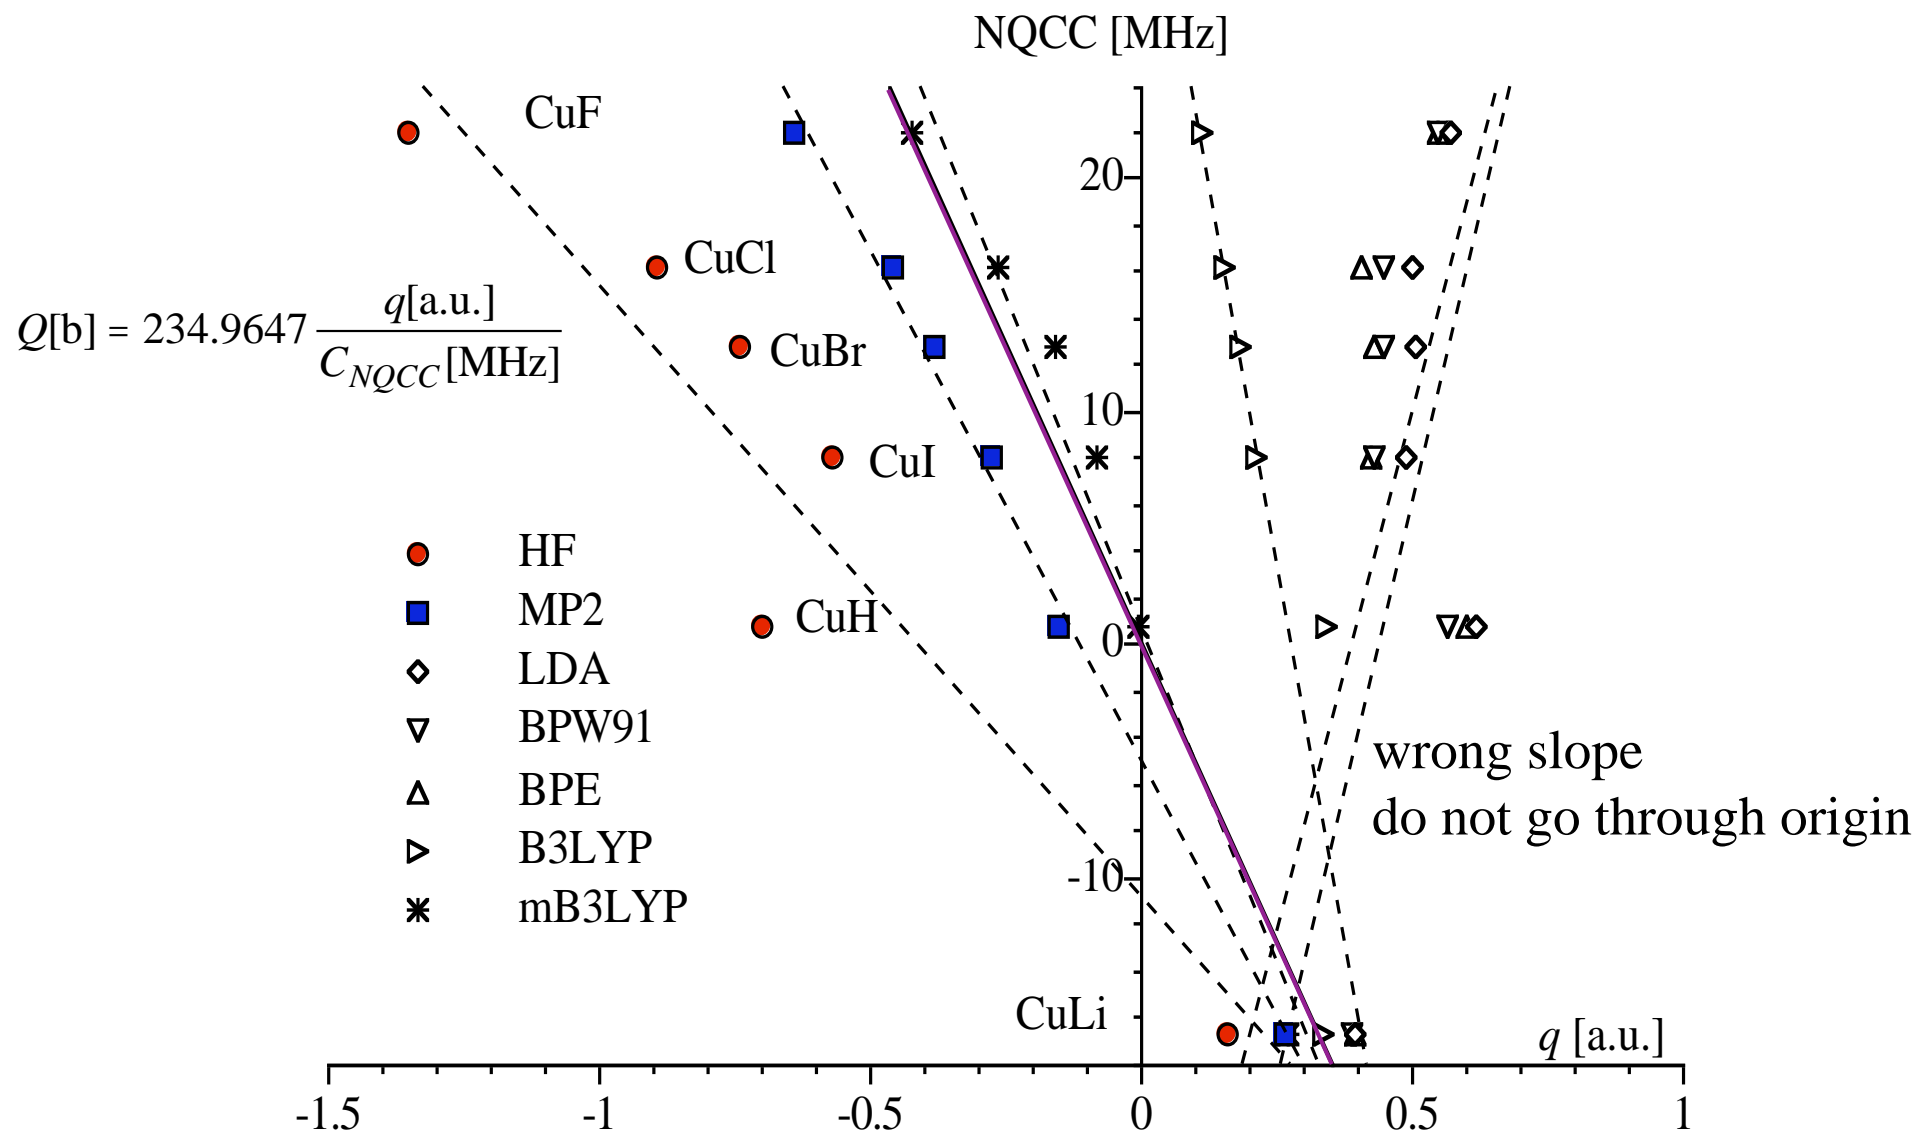 NQCC [MHz]
CuF
20
CuCl
Q[b] = 234.9647 q[a.u.] / C_NQCC [MHz]
CuBr
10
CuI
HF
MP2
CuH
0
LDA
BPW91
wrong slope
BPE
do not go through origin
B3LYP
-10
mB3LYP
CuLi
q [a.u.]
-1.5 -1 -0.5 0 0.5 1